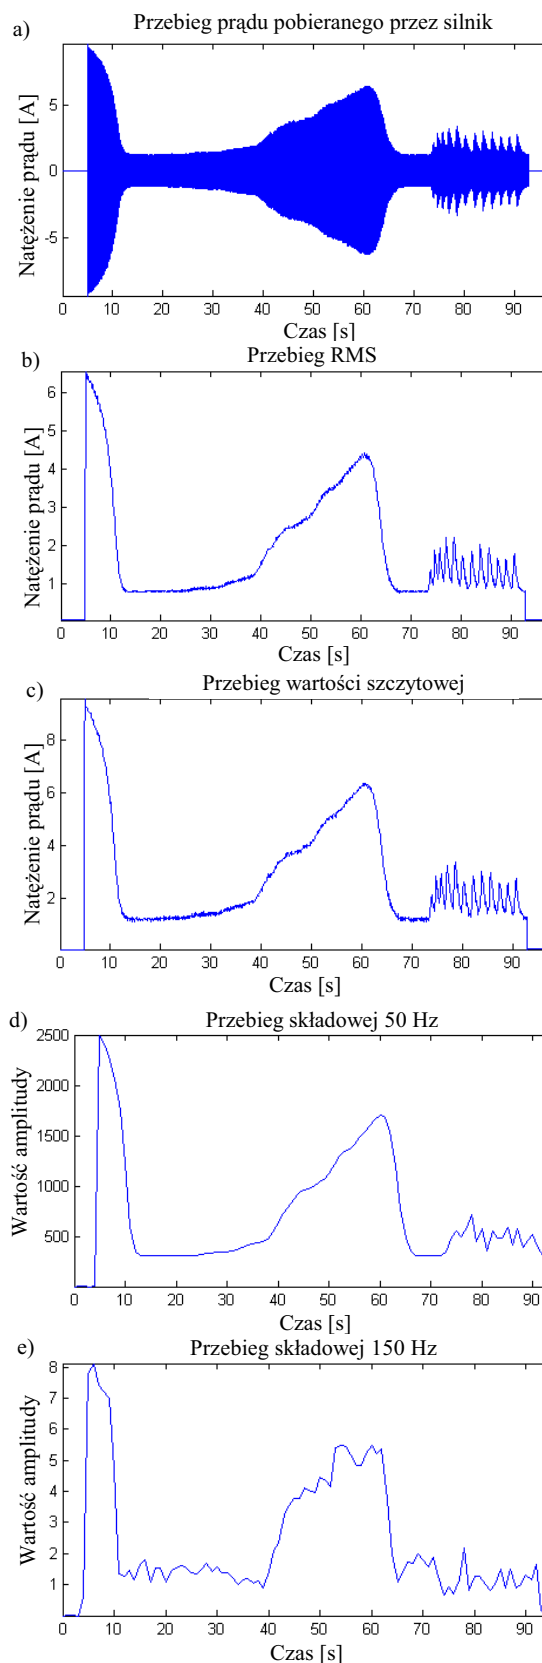 a)
Przebieg prądu pobieranego przez silnik
Natężenie prądu [A]
5
0
-5
0 10 20 30 40 50 60 70 80 90
Czas [s]
b)
Przebieg RMS
Natężenie prądu [A]
6
5
4
3
2
1
0 10 20 30 40 50 60 70 80 90
Czas [s]
c)
Przebieg wartości szczytowej
Natężenie prądu [A]
8
6
4
2
0 10 20 30 40 50 60 70 80 90
Czas [s]
d)
Przebieg składowej 50 Hz
Wartość amplitudy
2500
2000
1500
1000
500
0 10 20 30 40 50 60 70 80 90
Czas [s]
e)
Przebieg składowej 150 Hz
Wartość amplitudy
8
7
6
5
4
3
2
1
0 10 20 30 40 50 60 70 80 90
Czas [s]